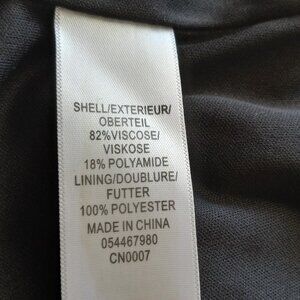 SHELL/EXTERIEUR/
OBERTEIL
82%VISCOSE/
VISKOSE
18% POLYAMIDE
LINING/DOUBLURE/
FUTTER
100% POLYESTER
MADE IN CHINA
054467980
CN0007